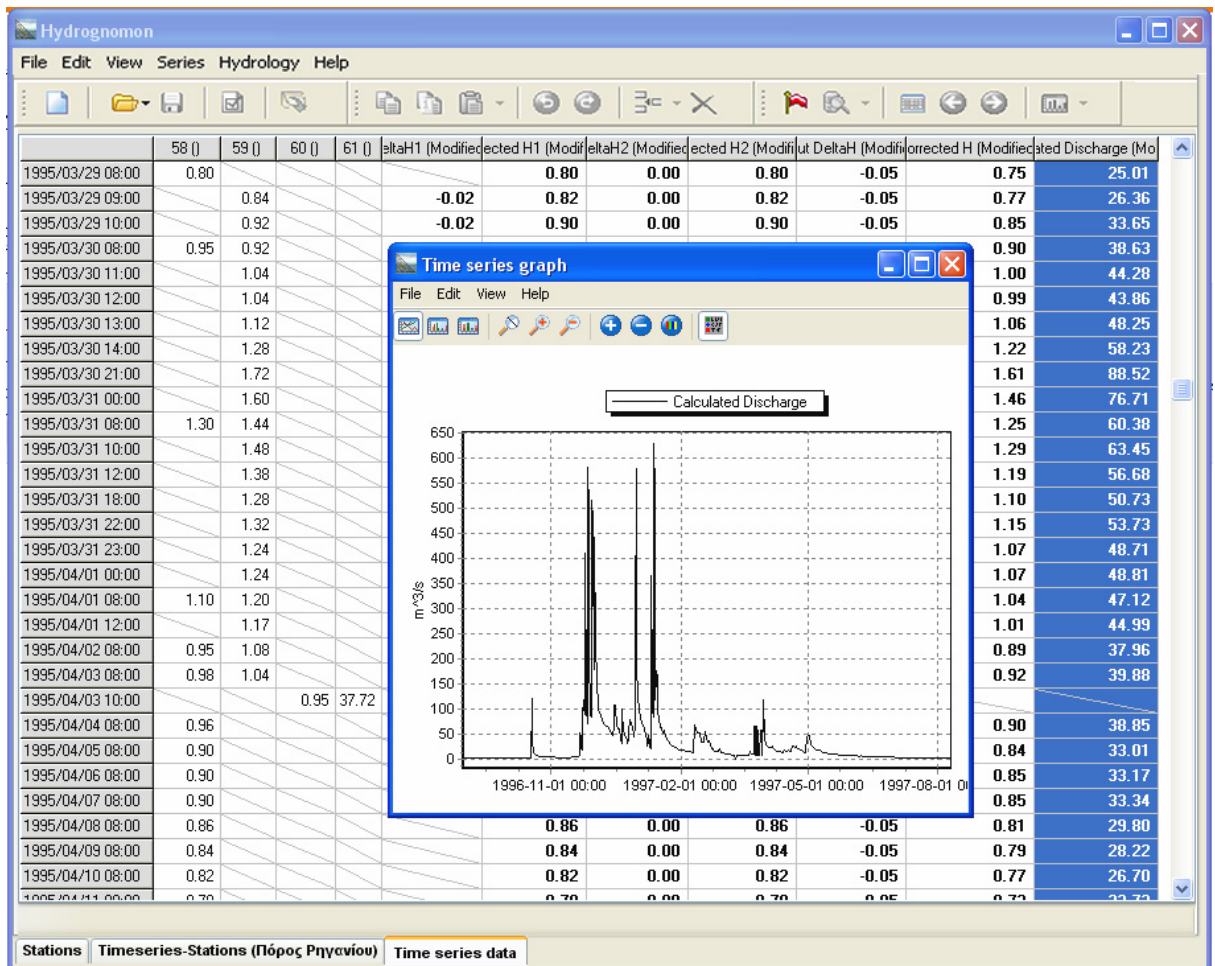 Hydrognomon
File Edit View Series Hydrology Help
58 () 59 () 60 () 61 () eltaH1 (Modified ected H1 (Modif eltaH2 (Modified ected H2 (Modifi ut DeltaH (Modifi orrected H (Modified ated Discharge (Mo
1995/03/29 08:00 0.80 0.80 0.00 0.80 -0.05 0.75 25.01
1995/03/29 09:00 0.84 -0.02 0.82 0.00 0.82 -0.05 0.77 26.36
1995/03/29 10:00 0.92 -0.02 0.90 0.00 0.90 -0.05 0.85 33.65
1995/03/30 08:00 0.95 0.92 0.90 38.63
1995/03/30 11:00 1.04 1.00 44.28
1995/03/30 12:00 1.04 0.99 43.86
1995/03/30 13:00 1.12 1.06 48.25
1995/03/30 14:00 1.28 1.22 58.23
1995/03/30 21:00 1.72 1.61 88.52
1995/03/31 00:00 1.60 1.46 76.71
1995/03/31 08:00 1.30 1.44 1.25 60.38
1995/03/31 10:00 1.48 1.29 63.45
1995/03/31 12:00 1.38 1.19 56.68
1995/03/31 18:00 1.28 1.10 50.73
1995/03/31 22:00 1.32 1.15 53.73
1995/03/31 23:00 1.24 1.07 48.71
1995/04/01 00:00 1.24 1.07 48.81
1995/04/01 08:00 1.10 1.20 1.04 47.12
1995/04/01 12:00 1.17 1.01 44.99
1995/04/02 08:00 0.95 1.08 0.89 37.96
1995/04/03 08:00 0.98 1.04 0.92 39.88
1995/04/03 10:00 0.95 37.72
1995/04/04 08:00 0.96 0.90 38.85
1995/04/05 08:00 0.90 0.84 33.01
1995/04/06 08:00 0.90 0.85 33.17
1995/04/07 08:00 0.90 0.85 33.34
1995/04/08 08:00 0.86 0.86 0.00 0.86 -0.05 0.81 29.80
1995/04/09 08:00 0.84 0.84 0.00 0.84 -0.05 0.79 28.22
1995/04/10 08:00 0.82 0.82 0.00 0.82 -0.05 0.77 26.70
Time series graph
File Edit View Help
Calculated Discharge
650
600
550
500
450
400
350
300
250
200
150
100
50
0
m^3/s
1996-11-01 00:00 1997-02-01 00:00 1997-05-01 00:00 1997-08-01 0
Stations Timeseries-Stations (Πόρος Ρηγανίου) Time series data